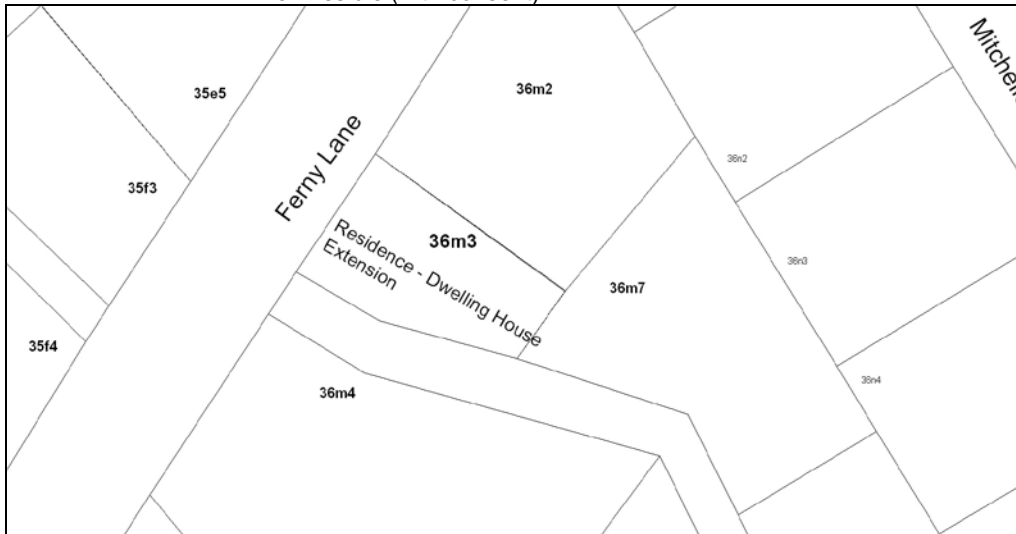 Mitchell
36m2
35e5
36n2
Ferny Lane
35f3
36m3
Residence - Dwelling House
Extension
36n3
36m7
35f4
36n4
36m4